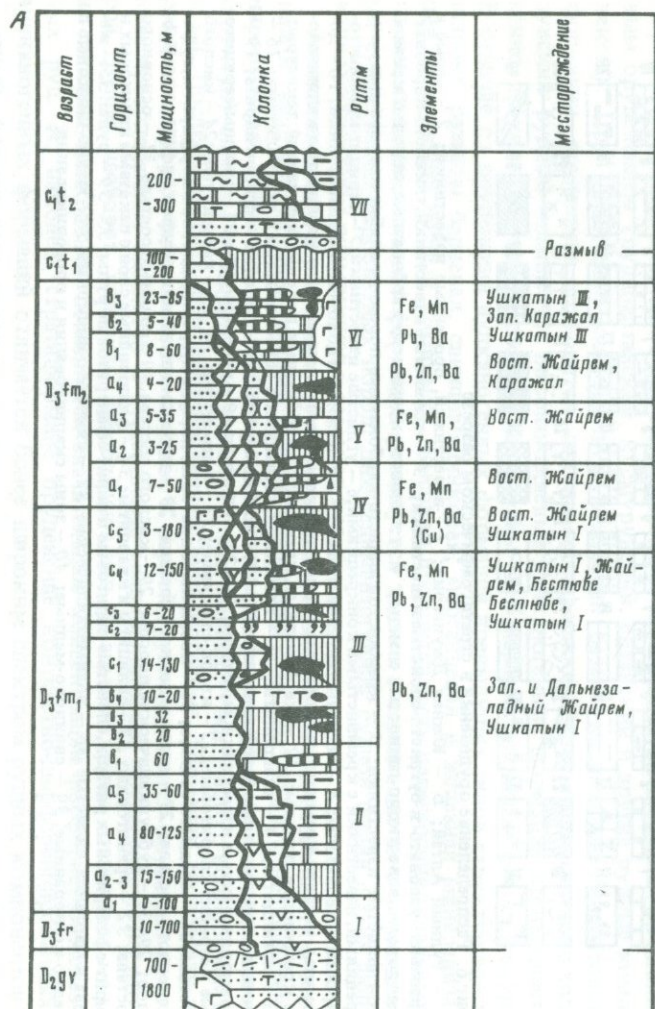 А
Возраст Горизонт Мощность, м Колонка Ритм Элементы Месторождение
C₁t₂ 200-
-300 VII
Размыв
C₁t₁ 100-
-200
D₃fm₂
в₃ 23-85 Fe, Mn Ушкатын III,
Зап. Каражал
в₂ 5-40 Pb, Ba Ушкатын III
в₁ 8-60 VI
Pb, Zn, Ba Вост. Жайрем,
Каражал
а₄ 4-20
а₃ 5-35 V Fe, Mn, Вост. Жайрем
а₂ 3-25 Pb, Zn, Ba
а₁ 7-50 IV Fe, Mn Вост. Жайрем
D₃fm₁
с₅ 3-180 Pb, Zn, Ba Вост. Жайрем
(Cu) Ушкатын I
с₄ 12-150 Fe, Mn Ушкатын I, Жай-
рем, Бестюбе
Pb, Zn, Ba Бестюбе,
Ушкатын I
с₃ 6-20
с₂ 7-20
III
с₁ 14-130
в₄ 10-20 Pb, Zn, Ba Зап. и Дальнеза-
падный Жайрем,
Ушкатын I
в₃ 32
в₂ 20
в₁ 60
а₅ 35-60 II
а₄ 80-125
а₂₋₃ 15-150
а₁ 0-100
D₃fr 10-700 I
D₂gv 700-
1800